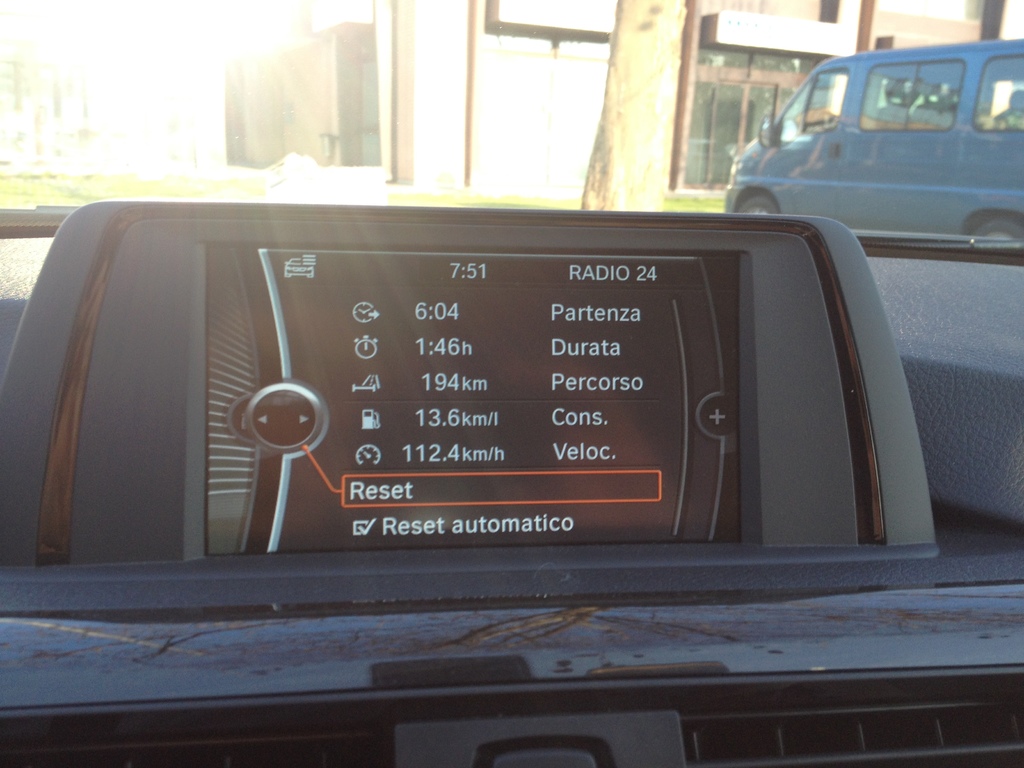 7:51 RADIO 24
6:04 Partenza
1:46h Durata
194km Percorso
13.6km/l Cons.
112.4km/h Veloc.
Reset
Reset automatico